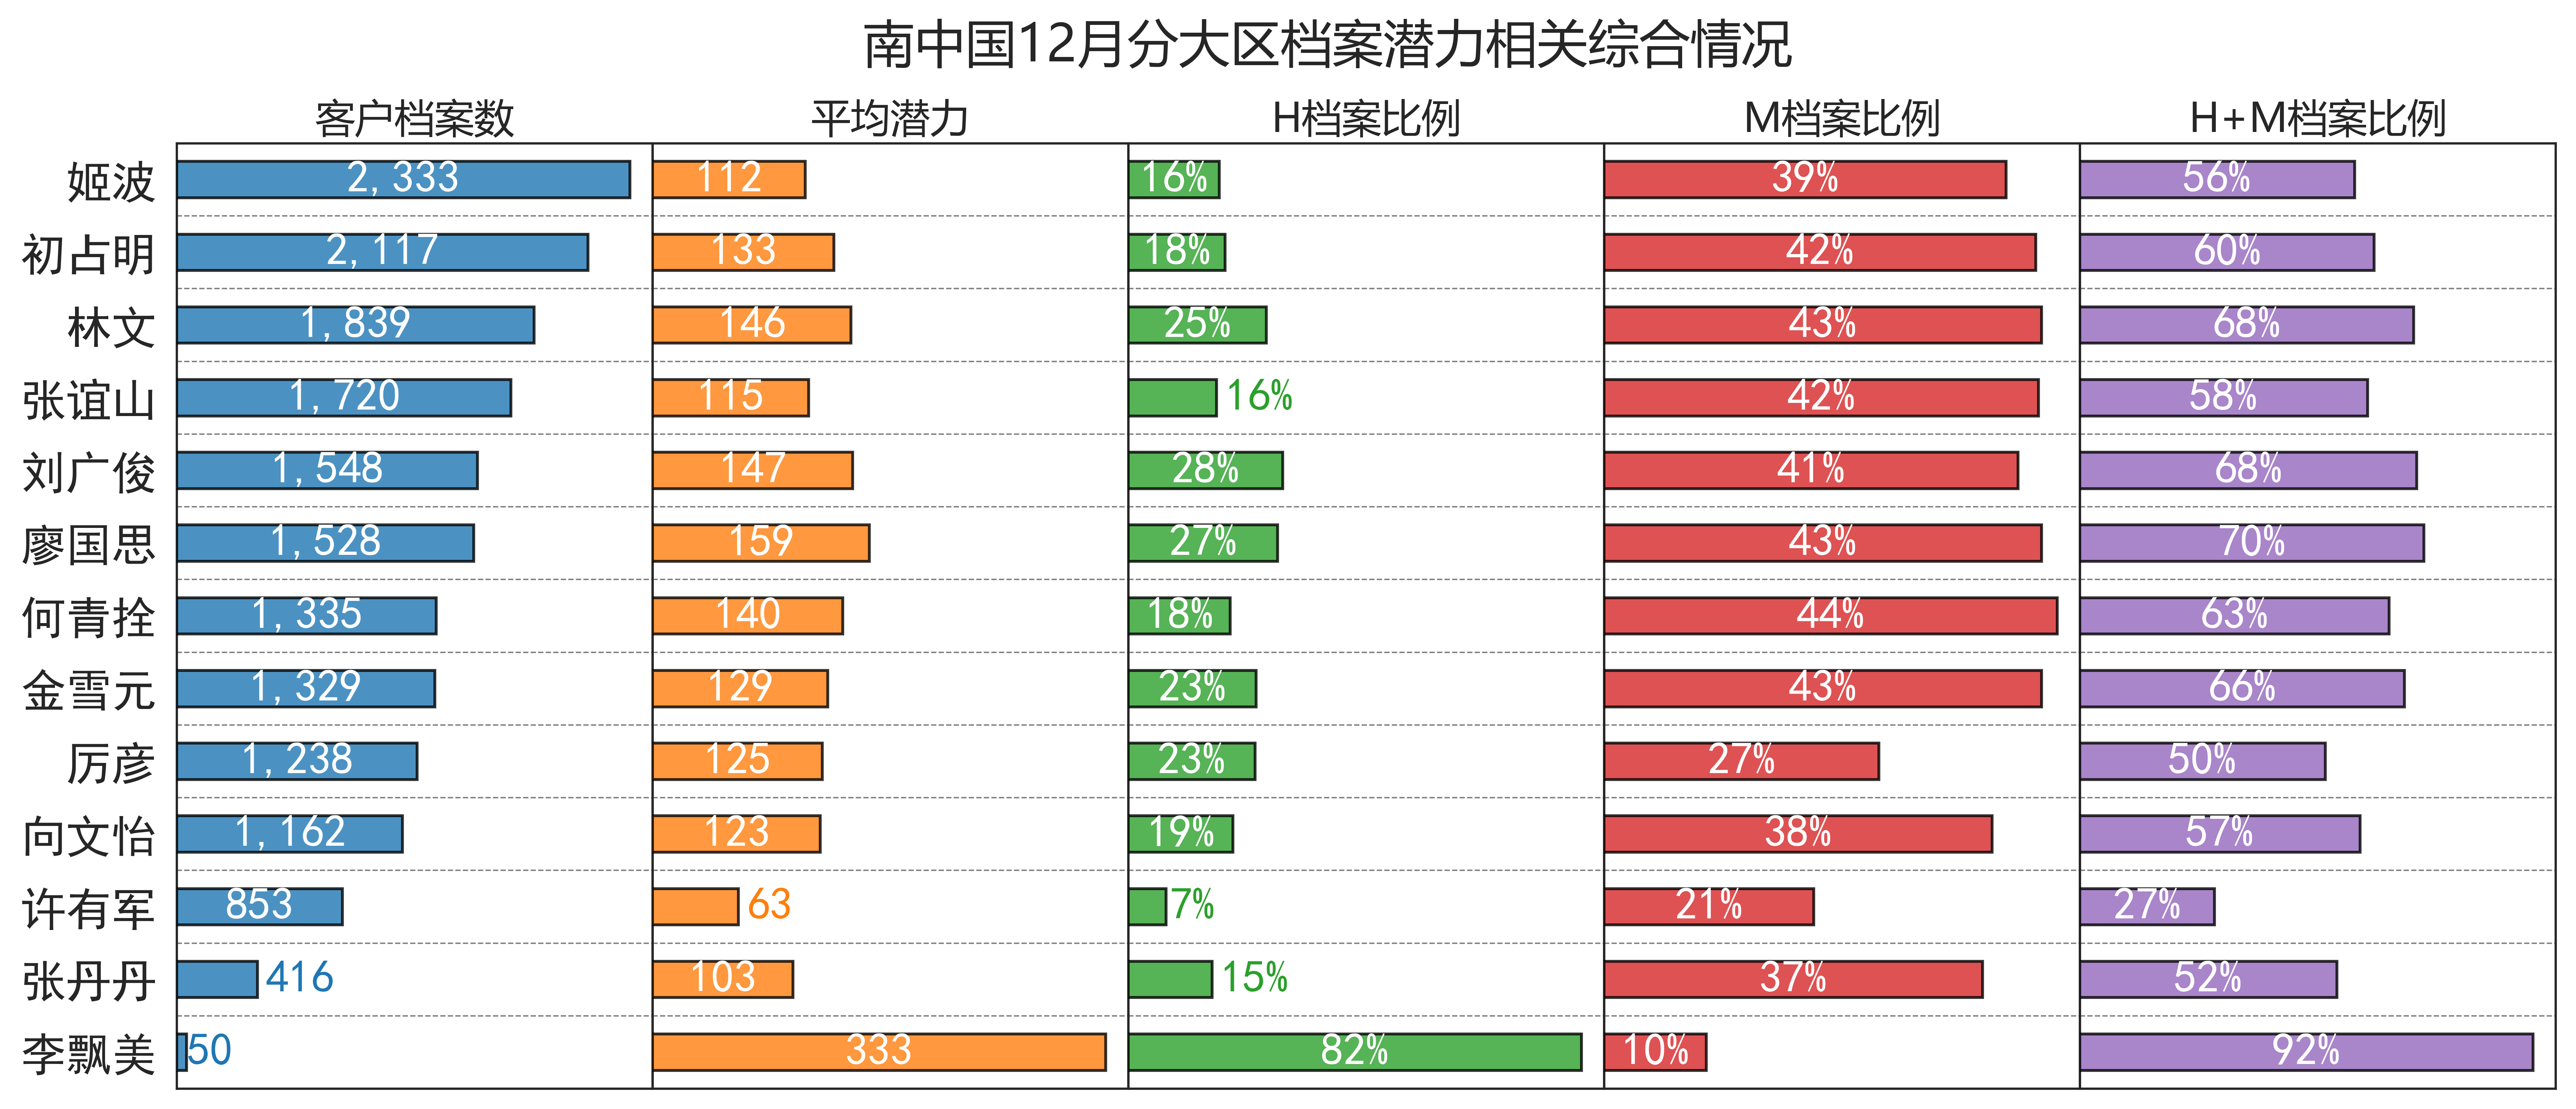 南中国12月分大区档案潜力相关综合情况
客户档案数 平均潜力 H档案比例 M档案比例 H+M档案比例
姬波 2,333 112 16% 39% 56%
初占明 2,117 133 18% 42% 60%
林文 1,839 146 25% 43% 68%
张谊山 1,720 115 16% 42% 58%
刘广俊 1,548 147 28% 41% 68%
廖国思 1,528 159 27% 43% 70%
何青拴 1,335 140 18% 44% 63%
金雪元 1,329 129 23% 43% 66%
厉彦 1,238 125 23% 27% 50%
向文怡 1,162 123 19% 38% 57%
许有军 853 63 7% 21% 27%
张丹丹 416 103 15% 37% 52%
李飘美 50 333 82% 10% 92%